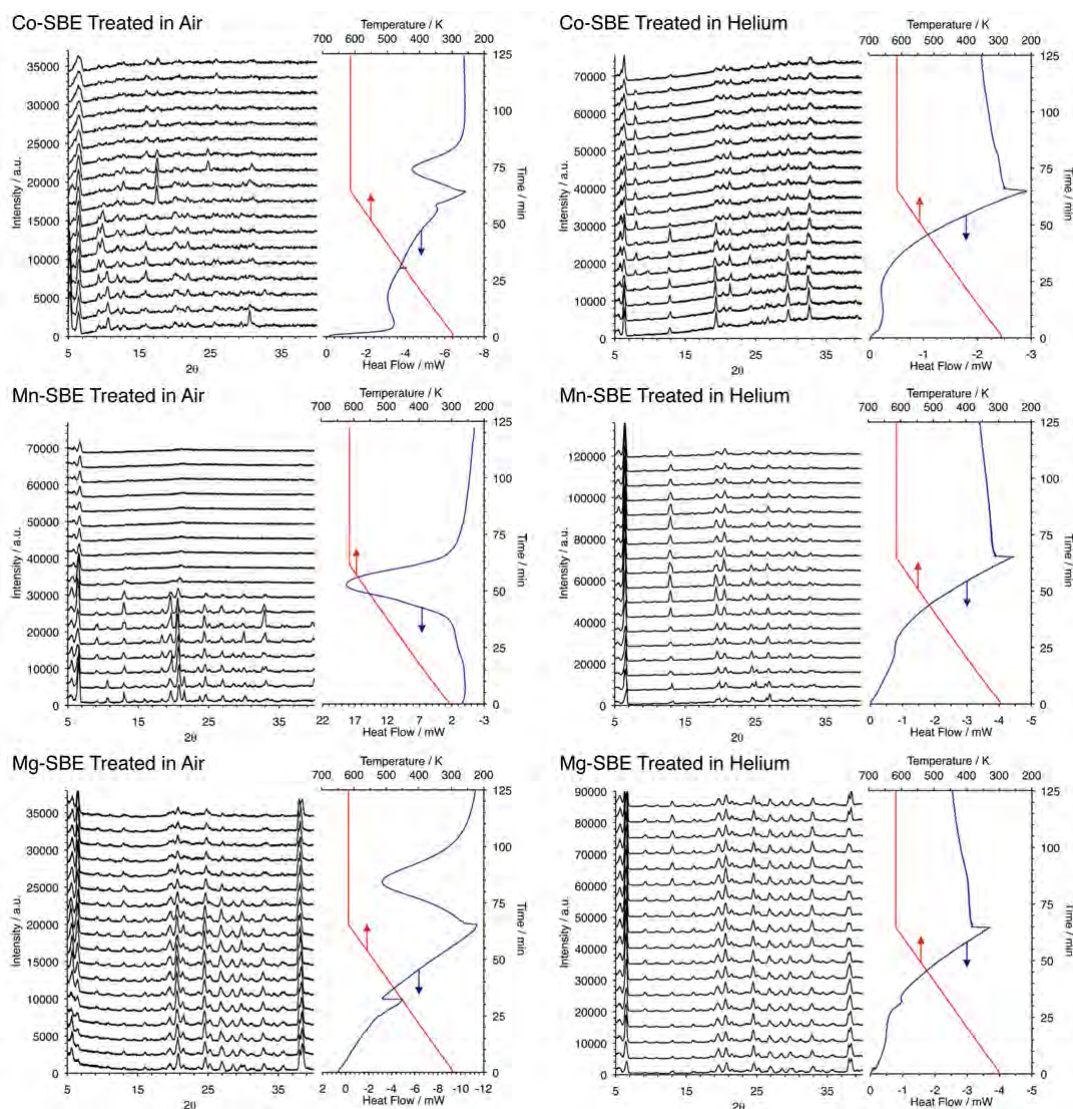 Co-SBE Treated in Air
Temperature / K
700 600 500 400 300 200
35000
30000
25000
20000
15000
10000
5000
0
Intensity / a.u.
5 15 25 35
2θ
125
100
75
50
25
0
Time / min
-2 -4 -6 -8
Heat Flow / mW
Co-SBE Treated in Helium
Temperature / K
700 600 500 400 300 200
70000
60000
50000
40000
30000
20000
10000
0
Intensity / a.u.
5 15 25 35
2θ
125
100
75
50
25
0
Time / min
0 -1 -2 -3
Heat Flow / mW
Mn-SBE Treated in Air
Temperature / K
700 600 500 400 300 200
70000
60000
50000
40000
30000
20000
10000
0
Intensity / a.u.
5 15 25 35
2θ
125
100
75
50
25
0
Time / min
22 17 12 7 2 -3
Heat Flow / mW
Mn-SBE Treated in Helium
Temperature / K
700 600 500 400 300 200
120000
100000
80000
60000
40000
20000
0
Intensity / a.u.
5 15 25 35
2θ
125
100
75
50
25
0
Time / min
0 -1 -2 -3 -4 -5
Heat Flow / mW
Mg-SBE Treated in Air
Temperature / K
700 600 500 400 300 200
35000
30000
25000
20000
15000
10000
5000
0
Intensity / a.u.
5 15 25 35
2θ
125
100
75
50
25
0
Time / min
2 0 -2 -4 -6 -8 -10 -12
Heat Flow / mW
Mg-SBE Treated in Helium
Temperature / K
700 600 500 400 300 200
90000
80000
70000
60000
50000
40000
30000
20000
10000
0
Intensity / a.u.
5 15 25 35
2θ
125
100
75
50
25
0
Time / min
0 -1 -2 -3 -4 -5
Heat Flow / mW